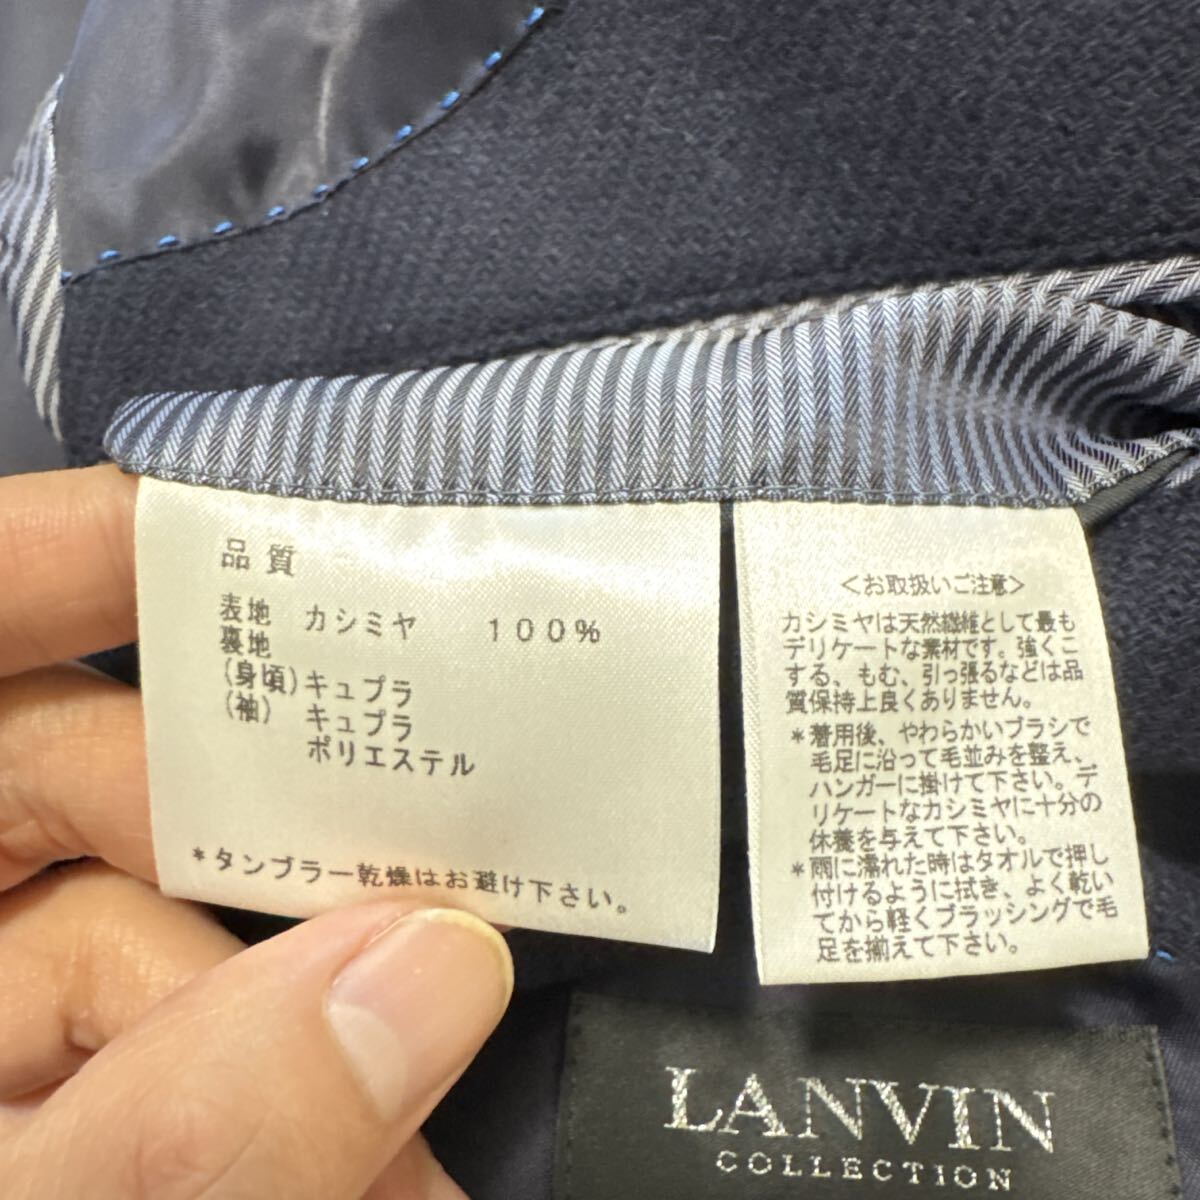 品質
表地 カシミヤ 100%
裏地
(身頃) キュプラ
(袖) キュプラ
ポリエステル
*タンブラー乾燥はお避け下さい。
<お取扱いご注意>
カシミヤは天然繊維として最も
デリケートな素材です。強くこ
する、もむ、引っ張るなどは品
質保持上良くありません。
*着用後、やわらかいブラシで
毛足に沿って毛並みを整え、
ハンガーに掛けて下さい。デ
リケートなカシミヤに十分の
休養を与えて下さい。
*雨に濡れた時はタオルで押し
付けるように拭き、よく乾い
てから軽くブラッシングで毛
足を揃えて下さい。
LANVIN
COLLECTION